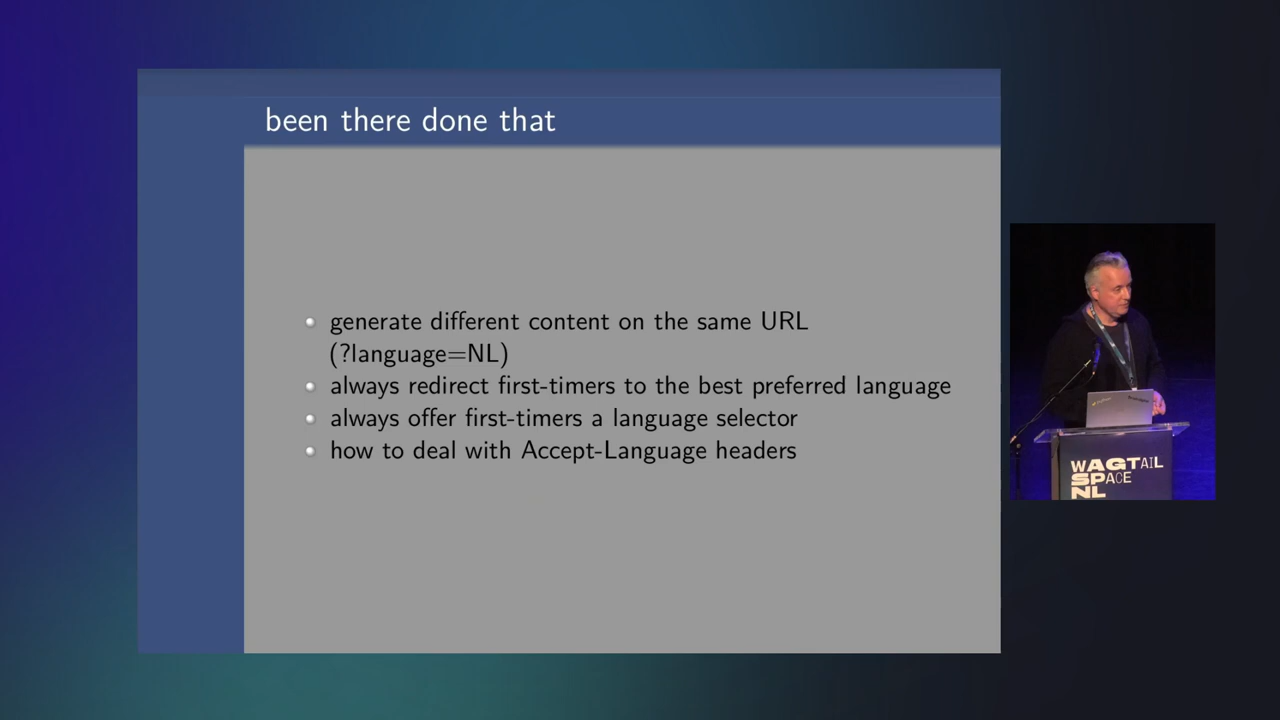 been there done that
generate different content on the same URL
(?language=NL)
always redirect first-timers to the best preferred language
always offer first-timers a language selector
how to deal with Accept-Language headers
WAGTAIL
SPACE
NL